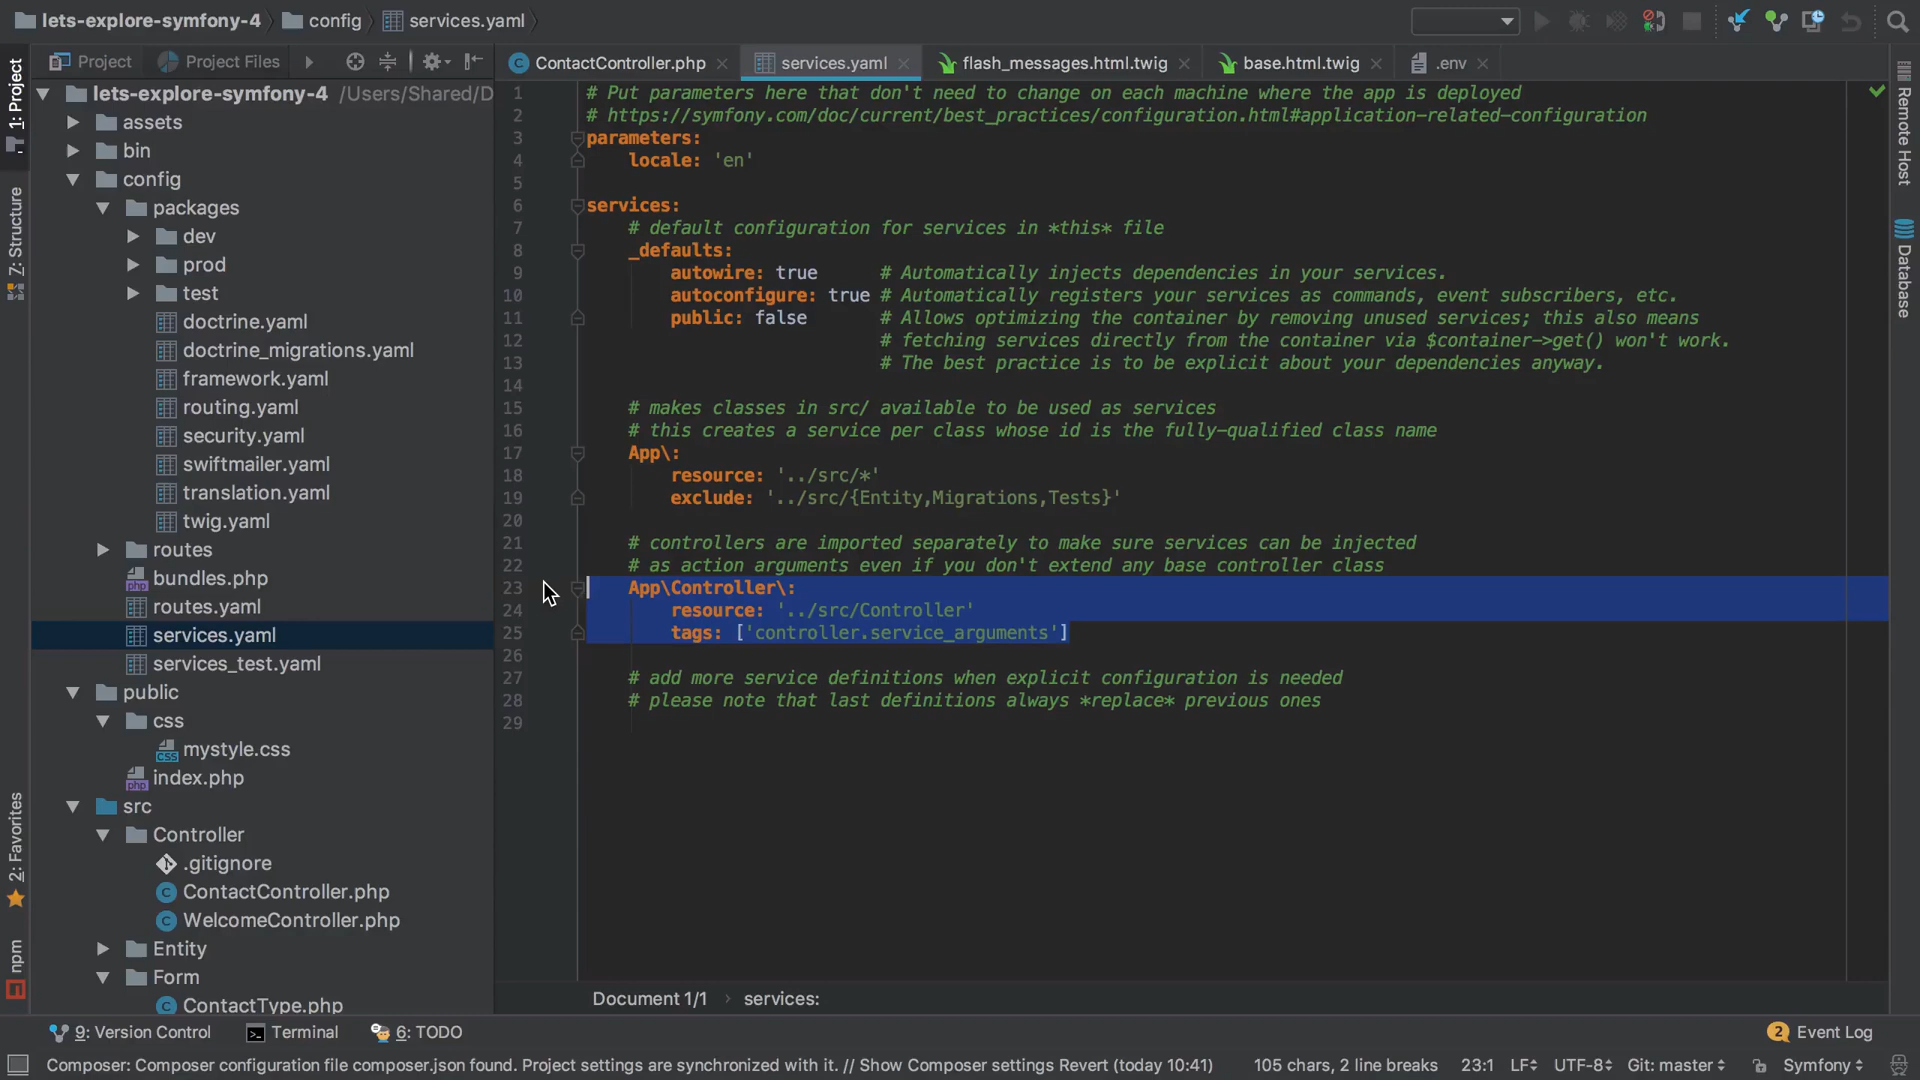 lets-explore-symfony-4 config services.yaml
Project Project Files
ContactController.php services.yaml flash_messages.html.twig base.html.twig .env
1: Project
7: Structure
2: Favorites
npm
lets-explore-symfony-4 /Users/Shared/D
assets
bin
config
packages
dev
prod
test
doctrine.yaml
doctrine_migrations.yaml
framework.yaml
routing.yaml
security.yaml
swiftmailer.yaml
translation.yaml
twig.yaml
routes
bundles.php
routes.yaml
services.yaml
services_test.yaml
public
css
mystyle.css
index.php
src
Controller
.gitignore
ContactController.php
WelcomeController.php
Entity
Form
ContactType.php
1 # Put parameters here that don't need to change on each machine where the app is deployed
2 # https://symfony.com/doc/current/best_practices/configuration.html#application-related-configuration
3 parameters:
4 locale: 'en'
5
6 services:
7 # default configuration for services in *this* file
8 _defaults:
9 autowire: true # Automatically injects dependencies in your services.
10 autoconfigure: true # Automatically registers your services as commands, event subscribers, etc.
11 public: false # Allows optimizing the container by removing unused services; this also means
12 # fetching services directly from the container via $container->get() won't work.
13 # The best practice is to be explicit about your dependencies anyway.
14
15 # makes classes in src/ available to be used as services
16 # this creates a service per class whose id is the fully-qualified class name
17 App\:
18 resource: '../src/*'
19 exclude: '../src/{Entity,Migrations,Tests}'
20
21 # controllers are imported separately to make sure services can be injected
22 # as action arguments even if you don't extend any base controller class
23 App\Controller\:
24 resource: '../src/Controller'
25 tags: ['controller.service_arguments']
26
27 # add more service definitions when explicit configuration is needed
28 # please note that last definitions always *replace* previous ones
29
Remote Host
Database
Document 1/1 › services:
9: Version Control Terminal 6: TODO 2 Event Log
Composer: Composer configuration file composer.json found. Project settings are synchronized with it. // Show Composer settings Revert (today 10:41) 105 chars, 2 line breaks 23:1 LF UTF-8 Git: master Symfony